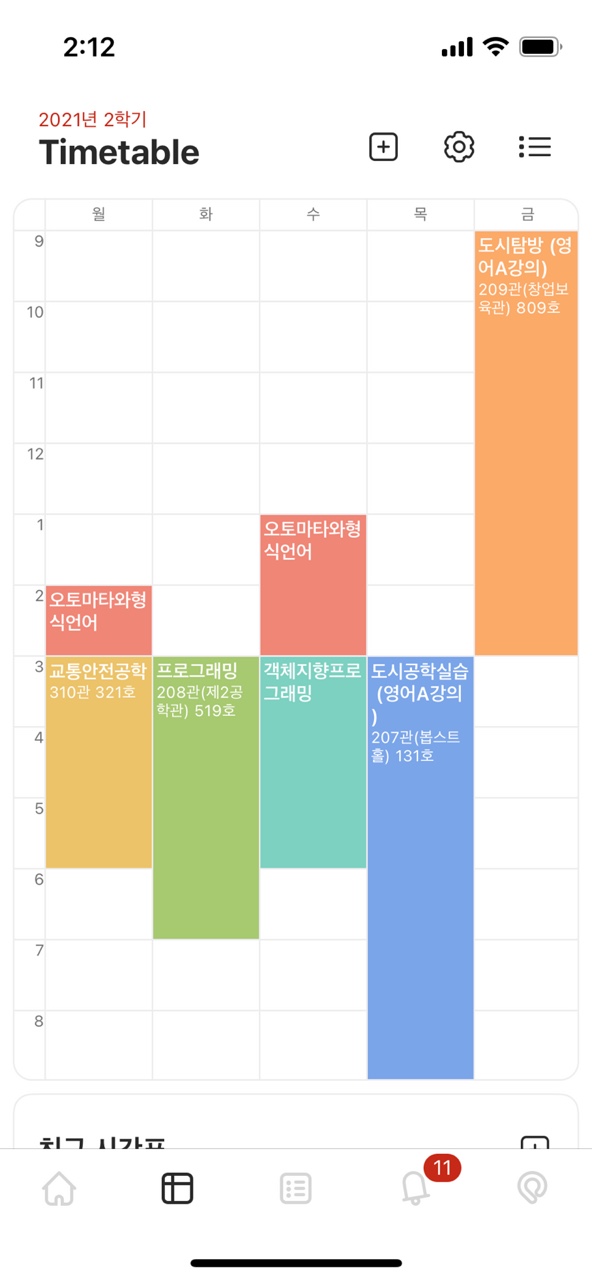 2:12
2021년 2학기
Timetable
월 화 수 목 금
9
도시탐방 (영
어A강의)
209관(창업보
육관) 809호
10
11
12
1
오토마타와형
식언어
2
오토마타와형
식언어
3
교통안전공학
310관 321호
프로그래밍
208관(제2공
학관) 519호
객체지향프로
그래밍
도시공학실습
(영어A강의
)
207관(봅스트
홀) 131호
4
5
6
7
8
친구 시간표
11